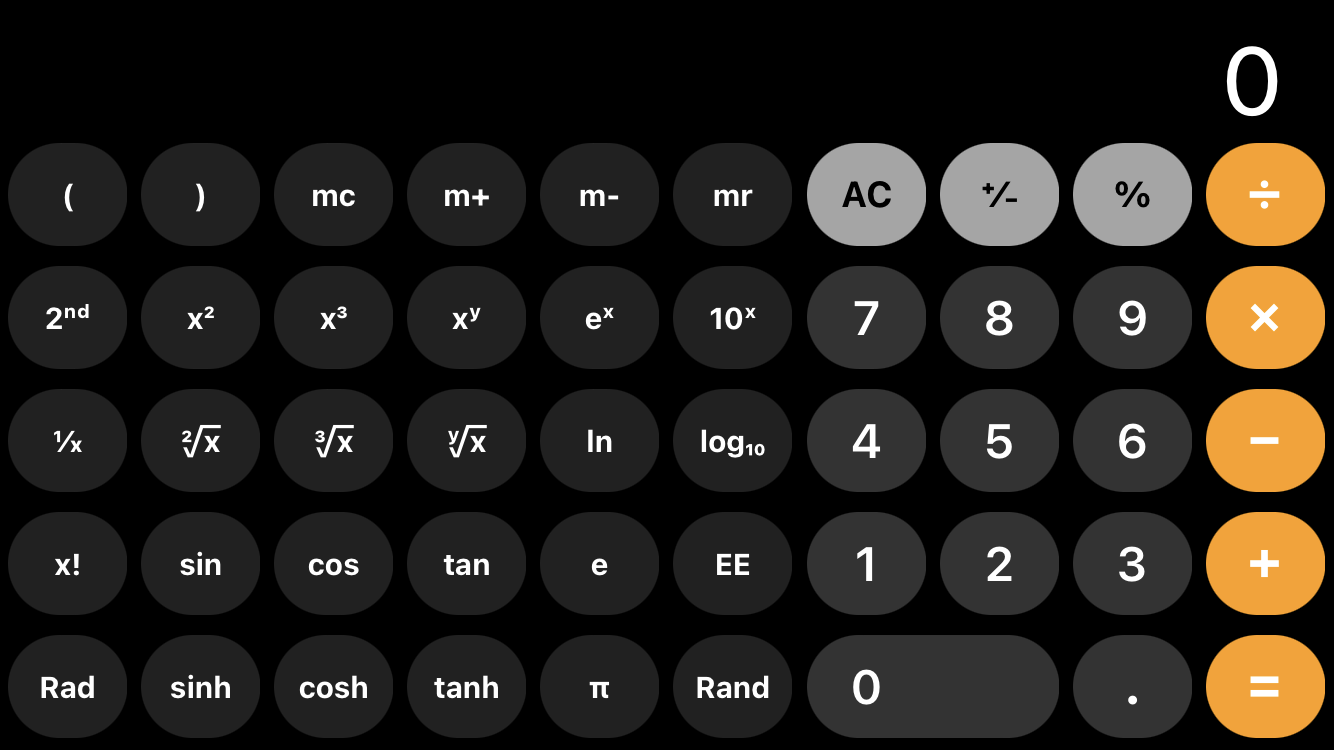 0
( ) mc m+ m- mr AC ⁺⁄₋ % ÷
2ⁿᵈ x² x³ xʸ eˣ 10ˣ 7 8 9 ×
¹⁄ₓ ²√x ³√x ʸ√x ln log₁₀ 4 5 6 −
x! sin cos tan e EE 1 2 3 +
Rad sinh cosh tanh π Rand 0 . =